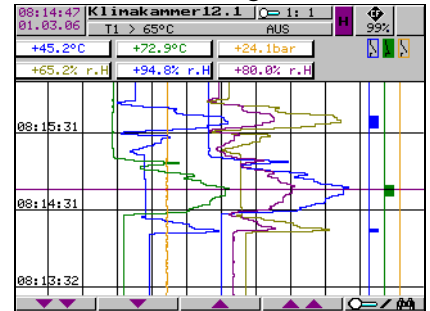 08:14:47 Klimakammer12.1 1: 1 H 99%
01.03.06 T1 > 65°C AUS
+45.2°C +72.9°C +24.1bar
+65.2% r.H +94.8% r.H +80.0% r.H
08:15:31
08:14:31
08:13:32